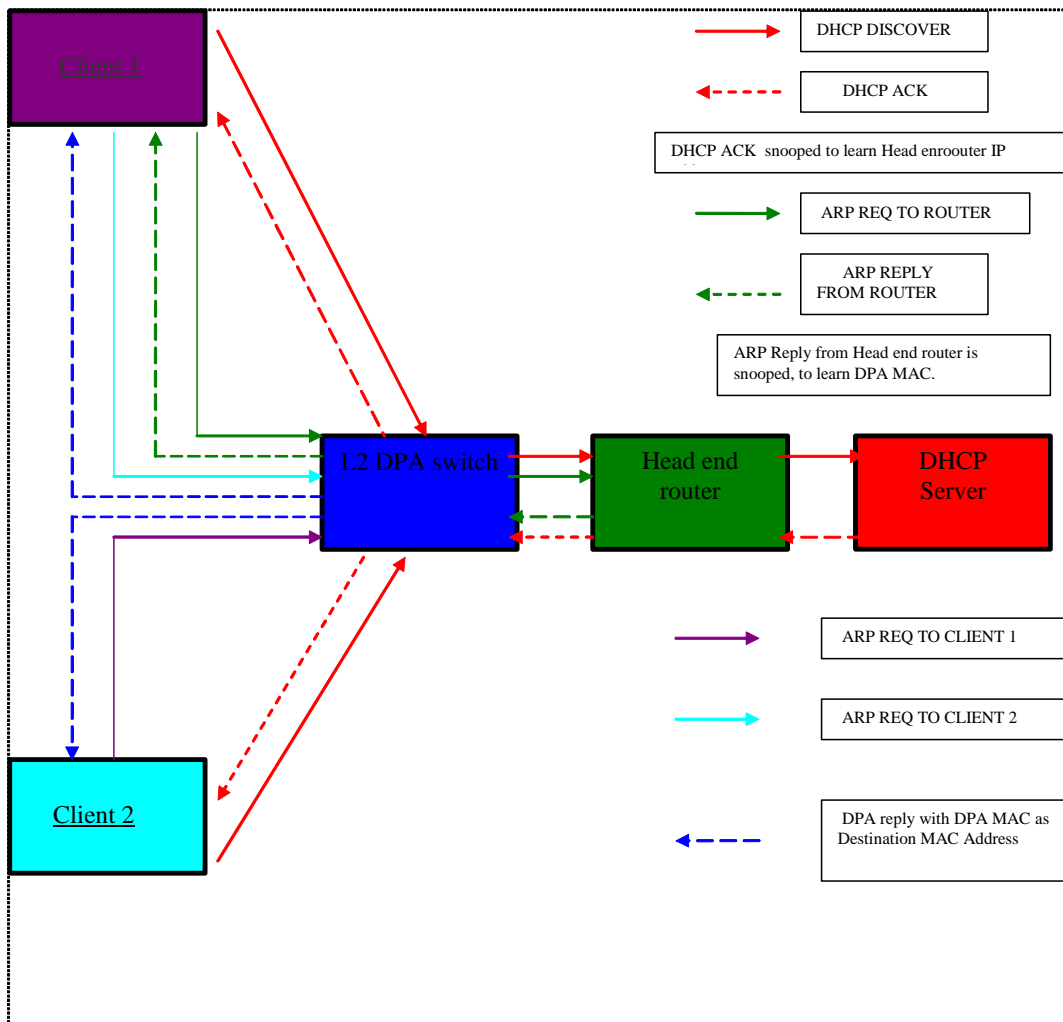 Client 1
DHCP DISCOVER
DHCP ACK
DHCP ACK snooped to learn Head enroouter IP
ARP REQ TO ROUTER
ARP REPLY
FROM ROUTER
ARP Reply from Head end router is
snooped, to learn DPA MAC.
L2 DPA switch
Head end
router
DHCP
Server
ARP REQ TO CLIENT 1
ARP REQ TO CLIENT 2
Client 2
DPA reply with DPA MAC as
Destination MAC Address